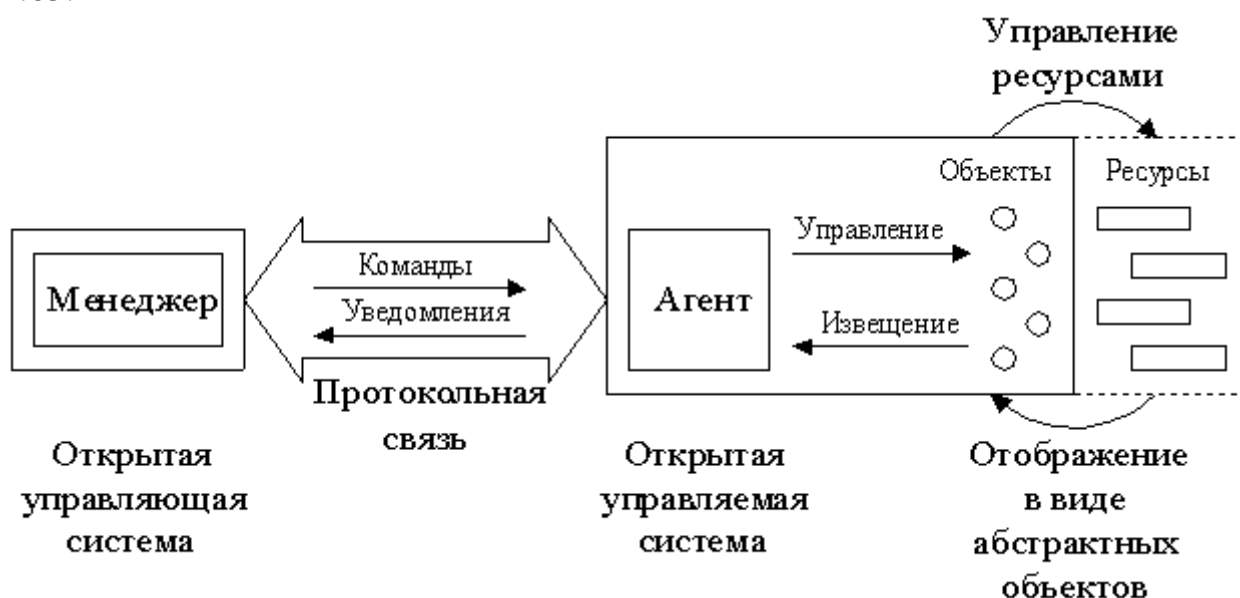 Управление
ресурсами
Объекты
Ресурсы
Управление
Команды
Менеджер
Уведомления
Агент
Извещение
Протокольная
связь
Открытая
управляющая
система
Открытая
управляемая
система
Отображение
в виде
абстрактных
объектов